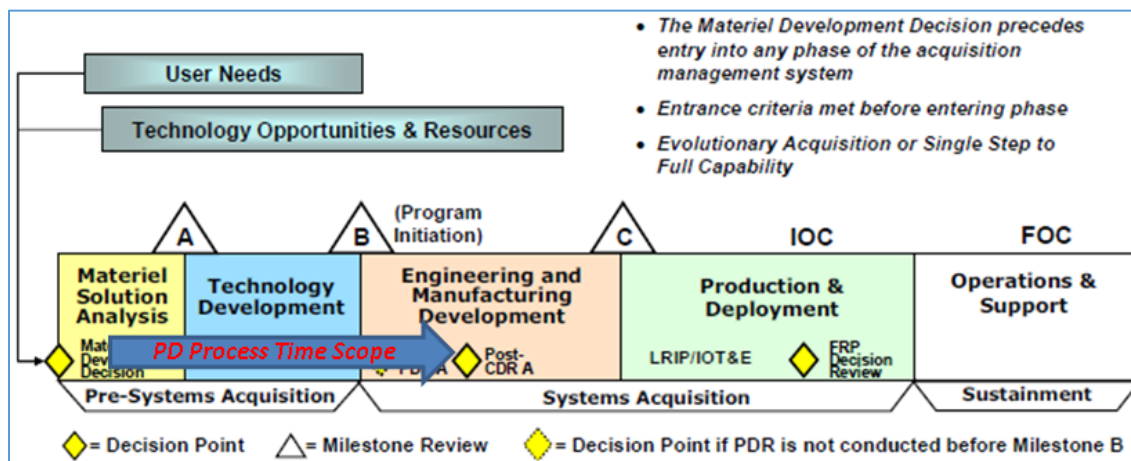 • The Materiel Development Decision precedes
entry into any phase of the acquisition
management system
• Entrance criteria met before entering phase
• Evolutionary Acquisition or Single Step to
Full Capability
User Needs
Technology Opportunities & Resources
A
B
(Program
Initiation)
C
IOC
FOC
Materiel
Solution
Analysis
Technology
Development
Engineering and
Manufacturing
Development
Production &
Deployment
Operations &
Support
PD Process Time Scope
Decision
Post-
CDR A
LRIP/IOT&E
FRP
Decision
Review
Pre-Systems Acquisition
Systems Acquisition
Sustainment
= Decision Point
= Milestone Review
= Decision Point if PDR is not conducted before Milestone B